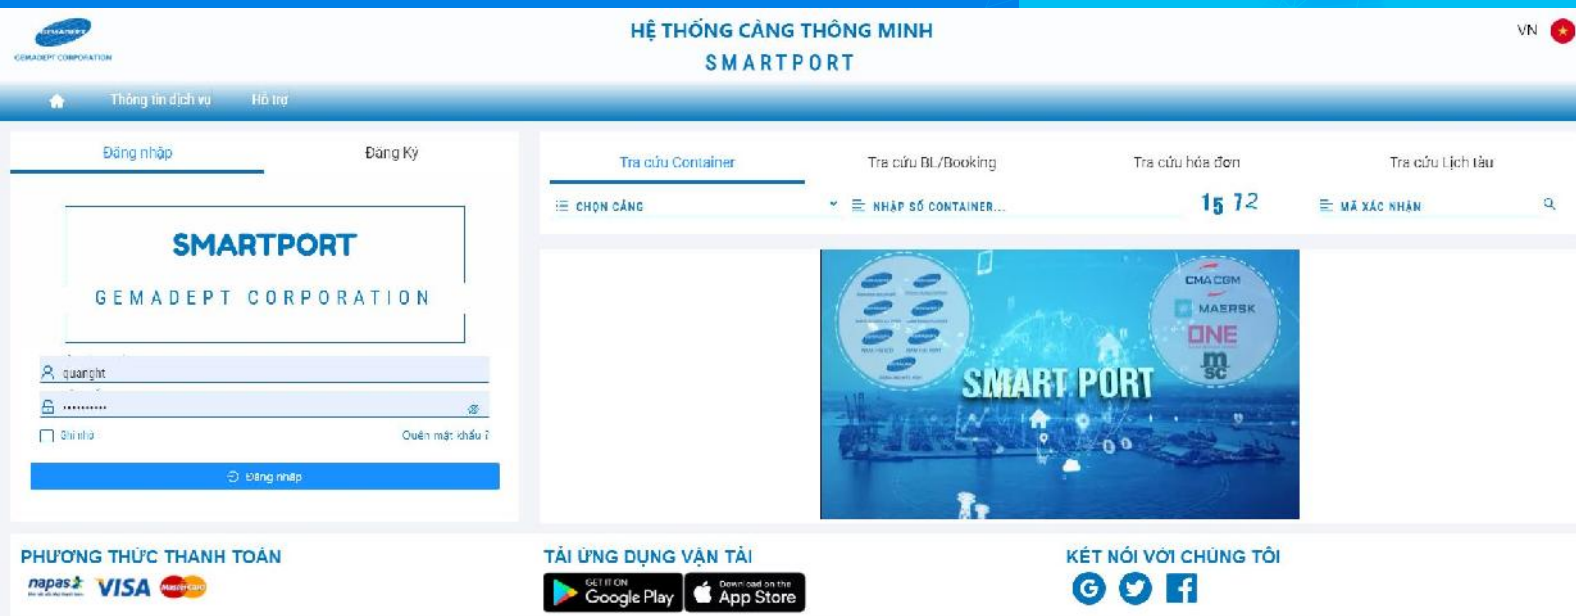 GEMADEPT
GEMADEPT CORPORATION
HỆ THỐNG CẢNG THÔNG MINH
SMARTPORT
VN
Thông tin dịch vụ
Hỗ trợ
Đăng nhập
Đăng Ký
SMARTPORT
GEMADEPT CORPORATION
quanght
Ghi nhớ
Quên mật khẩu ?
Đăng nhập
Tra cứu Container
Tra cứu BL/Booking
Tra cứu hóa đơn
Tra cứu Lịch tàu
CHỌN CẢNG
NHẬP SỐ CONTAINER...
1572
MÃ XÁC NHẬN
CMA CGM
MAERSK
ONE
m
SC
SMART PORT
PHƯƠNG THỨC THANH TOÁN
napas
VISA
MasterCard
TẢI ỨNG DỤNG VẬN TẢI
GET IT ON
Google Play
Download on the
App Store
KẾT NỐI VỚI CHÚNG TÔI